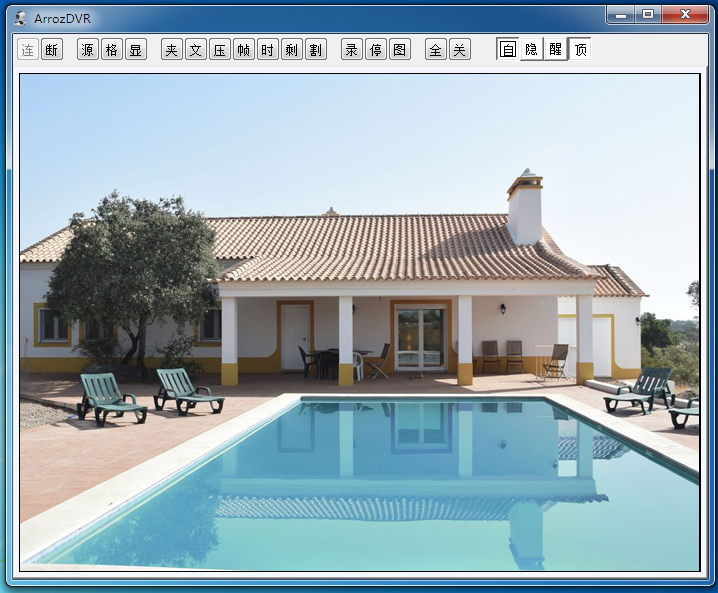 ArrozDVR
连 断 源 格 显 夹 文 压 帧 时 剩 割 录 停 图 全 关 自 隐 醒 顶